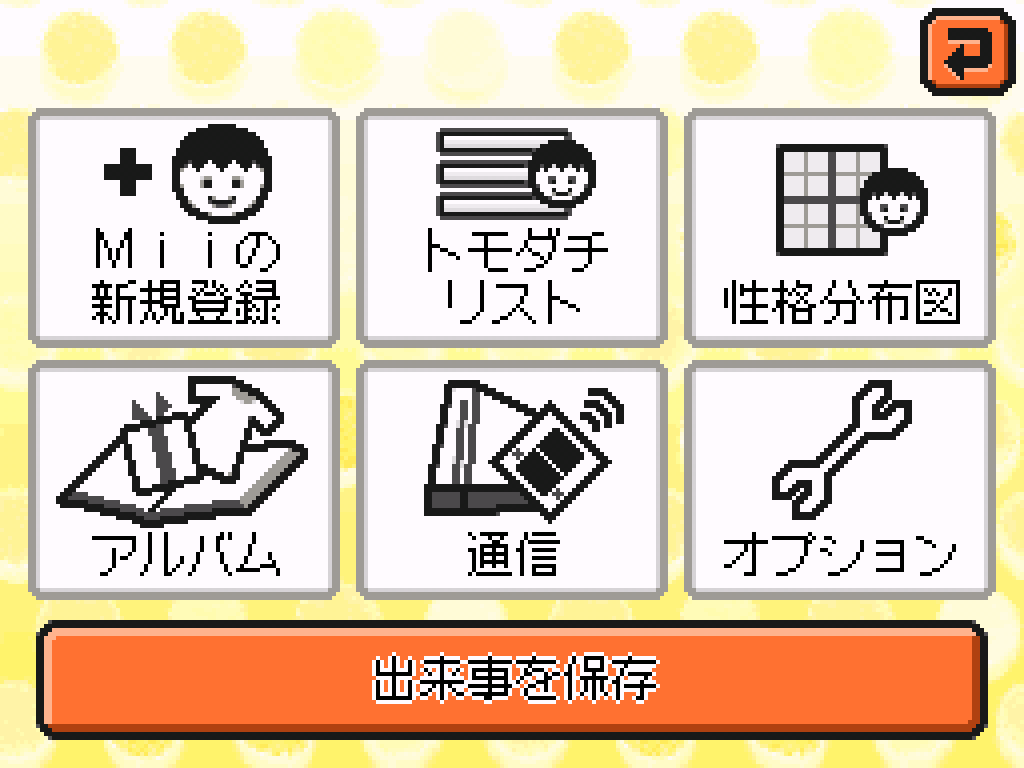 Ｍｉｉの
新規登録
トモダチ
リスト
性格分布図
アルバム
通信
オプション
出来事を保存